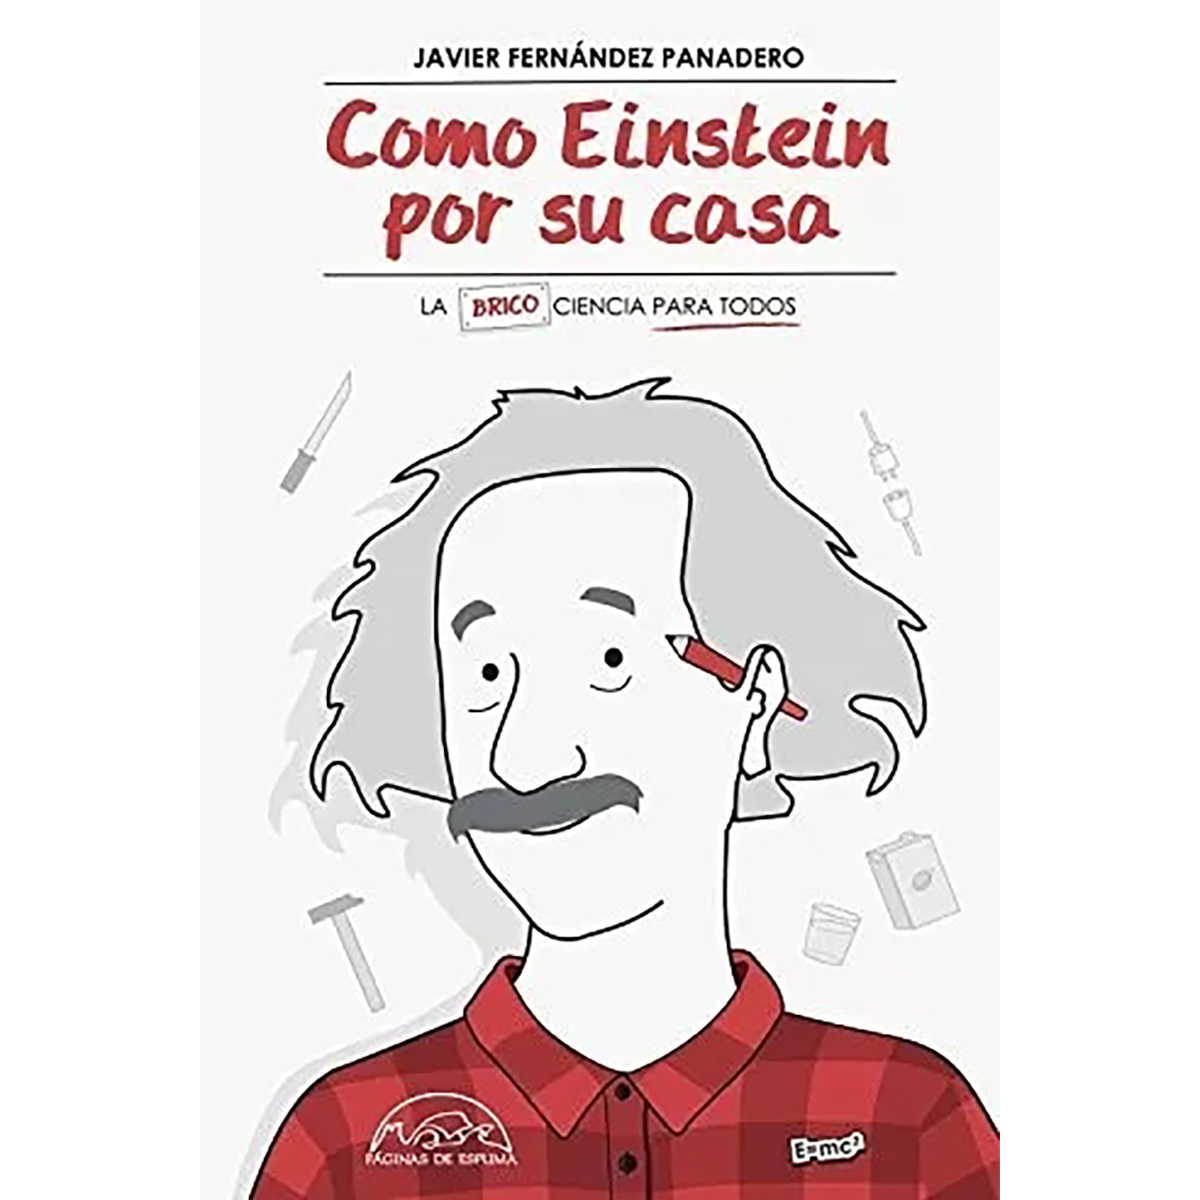 JAVIER FERNÁNDEZ PANADERO
Como Einstein
por su casa
LA BRICO CIENCIA PARA TODOS
E=mc²
PÁGINAS DE ESPUMA